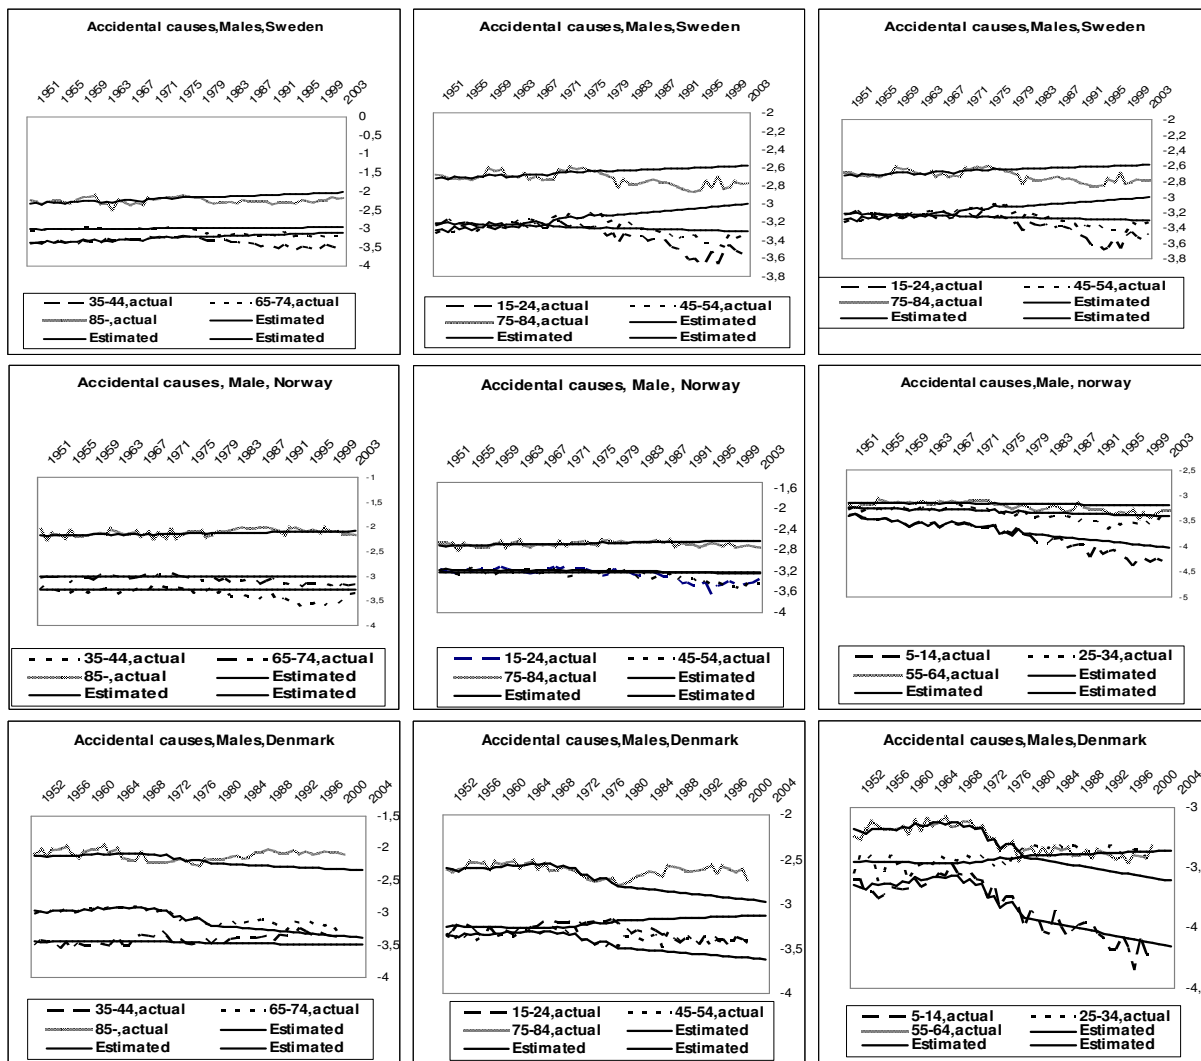 Accidental causes,Males,Sweden
1951 1955 1959 1963 1967 1971 1975 1979 1983 1987 1991 1995 1999 2003
0
-0,5
-1
-1,5
-2
-2,5
-3
-3,5
-4
35-44,actual 65-74,actual
85-,actual Estimated
Estimated Estimated
Accidental causes,Males,Sweden
1951 1955 1959 1963 1967 1971 1975 1979 1983 1987 1991 1995 1999 2003
-2
-2,2
-2,4
-2,6
-2,8
-3
-3,2
-3,4
-3,6
-3,8
15-24,actual 45-54,actual
75-84,actual Estimated
Estimated Estimated
Accidental causes,Males,Sweden
1951 1955 1959 1963 1967 1971 1975 1979 1983 1987 1991 1995 1999 2003
-2
-2,2
-2,4
-2,6
-2,8
-3
-3,2
-3,4
-3,6
-3,8
15-24,actual 45-54,actual
75-84,actual Estimated
Estimated Estimated
Accidental causes, Male, Norway
1951 1955 1959 1963 1967 1971 1975 1979 1983 1987 1991 1995 1999 2003
-1
-1,5
-2
-2,5
-3
-3,5
-4
35-44,actual 65-74,actual
85-,actual Estimated
Estimated Estimated
Accidental causes, Male, Norway
1951 1955 1959 1963 1967 1971 1975 1979 1983 1987 1991 1995 1999 2003
-1,6
-2
-2,4
-2,8
-3,2
-3,6
-4
15-24,actual 45-54,actual
75-84,actual Estimated
Estimated Estimated
Accidental causes,Male, norway
1951 1955 1959 1963 1967 1971 1975 1979 1983 1987 1991 1995 1999 2003
-2,5
-3
-3,5
-4
-4,5
-5
5-14,actual 25-34,actual
55-64,actual Estimated
Estimated Estimated
Accidental causes,Males,Denmark
1952 1956 1960 1964 1968 1972 1976 1980 1984 1988 1992 1996 2000 2004
-1,5
-2
-2,5
-3
-3,5
-4
35-44,actual 65-74,actual
85-,actual Estimated
Estimated Estimated
Accidental causes,Males,Denmark
1952 1956 1960 1964 1968 1972 1976 1980 1984 1988 1992 1996 2000 2004
-2
-2,5
-3
-3,5
-4
15-24,actual 45-54,actual
75-84,actual Estimated
Estimated Estimated
Accidental causes,Males,Denmark
1952 1956 1960 1964 1968 1972 1976 1980 1984 1988 1992 1996 2000 2004
-3
-3,
-4
-4,
5-14,actual 25-34,actual
55-64,actual Estimated
Estimated Estimated